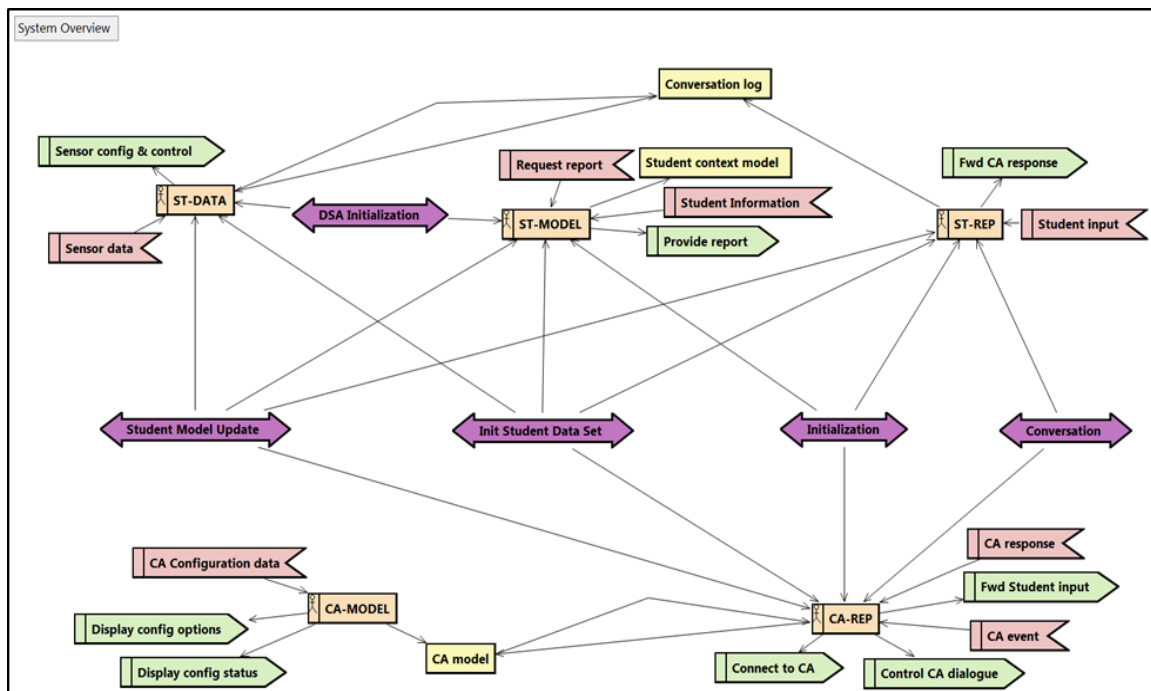 System Overview
Conversation log
Sensor config & control
Request report
Student context model
Fwd CA response
ST-DATA
DSA Initialization
Student Information
ST-MODEL
ST-REP
Student input
Sensor data
Provide report
Student Model Update
Init Student Data Set
Initialization
Conversation
CA response
CA Configuration data
Fwd Student input
CA-MODEL
CA-REP
Display config options
CA event
CA model
Display config status
Connect to CA
Control CA dialogue